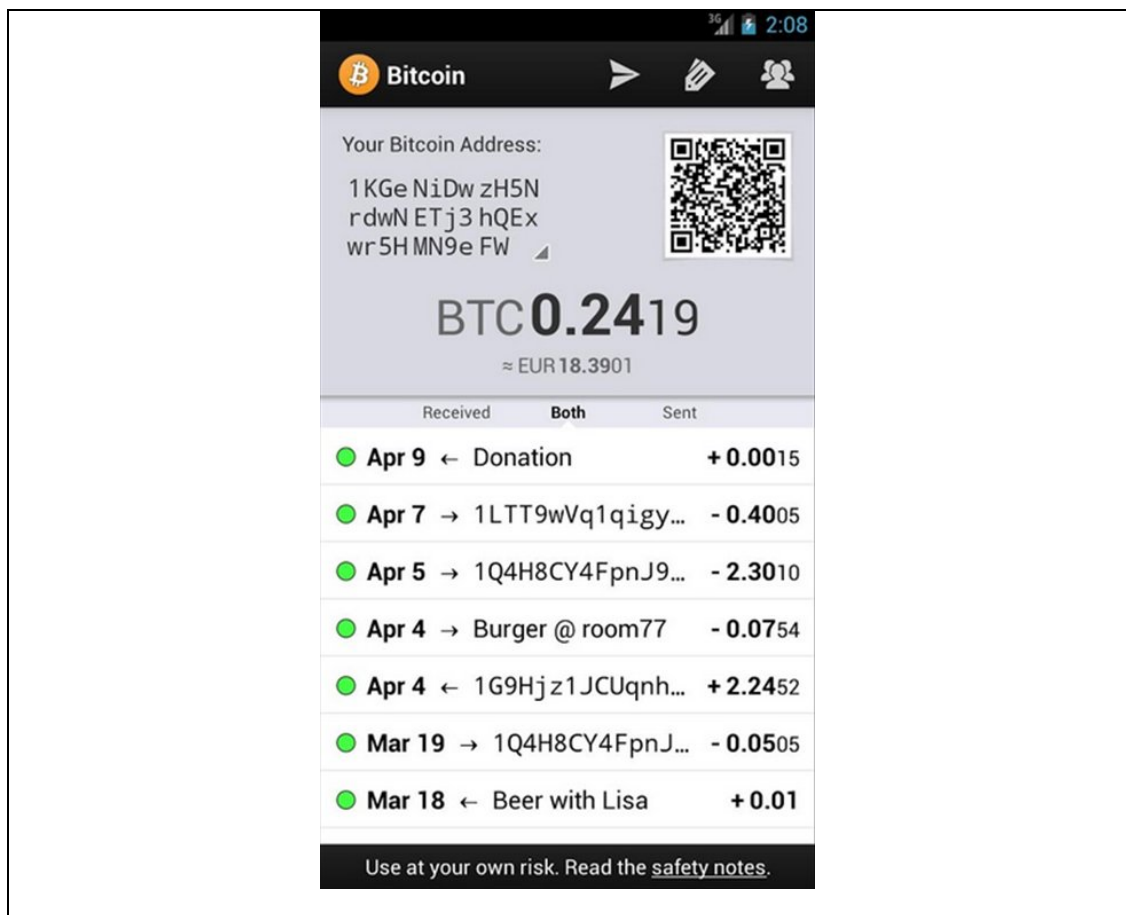 3G 2:08
Bitcoin
Your Bitcoin Address:
1KGe NiDw zH5N
rdwN ETj3 hQEx
wr5H MN9e FW
BTC 0.2419
≈ EUR 18.3901
Received Both Sent
Apr 9 ← Donation + 0.0015
Apr 7 → 1LTT9wVq1qigy... - 0.4005
Apr 5 → 1Q4H8CY4FpnJ9... - 2.3010
Apr 4 → Burger @ room77 - 0.0754
Apr 4 ← 1G9Hjz1JCUqnh... + 2.2452
Mar 19 → 1Q4H8CY4FpnJ... - 0.0505
Mar 18 ← Beer with Lisa + 0.01
Use at your own risk. Read the safety notes.